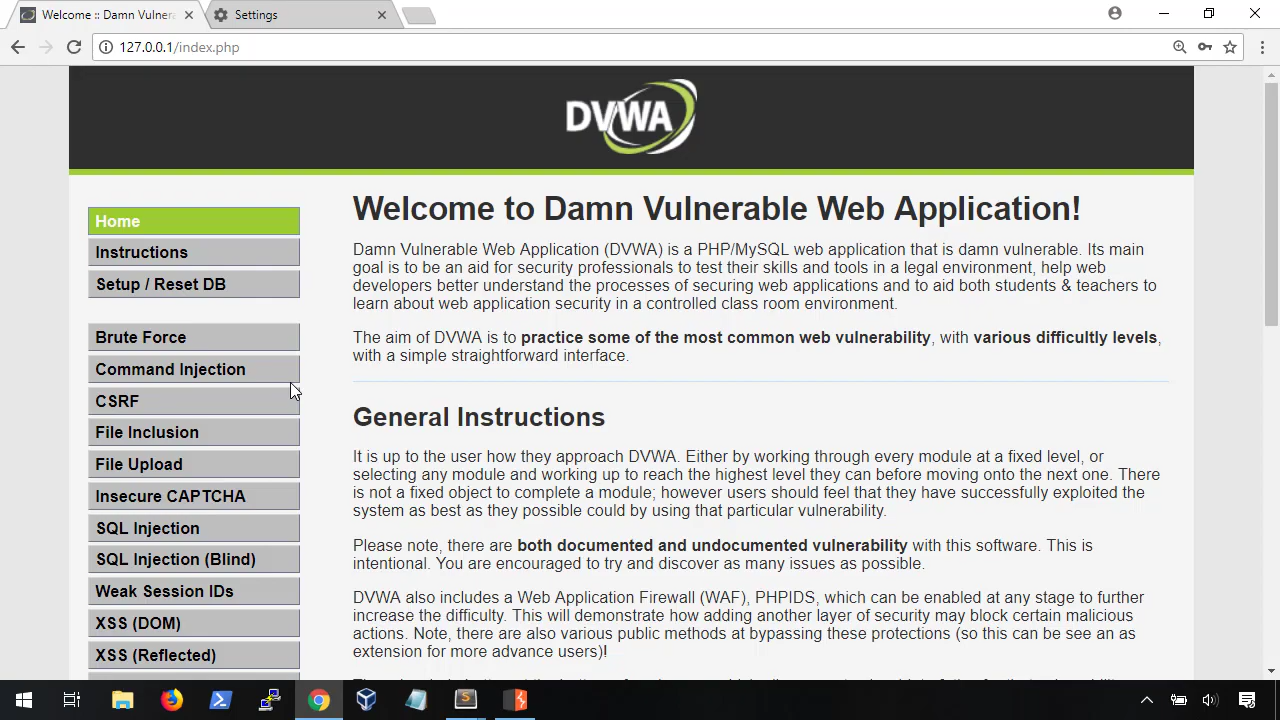 Welcome :: Damn Vulnera
Settings
127.0.0.1/index.php
DVWA
Home
Instructions
Setup / Reset DB
Brute Force
Command Injection
CSRF
File Inclusion
File Upload
Insecure CAPTCHA
SQL Injection
SQL Injection (Blind)
Weak Session IDs
XSS (DOM)
XSS (Reflected)
Welcome to Damn Vulnerable Web Application!
Damn Vulnerable Web Application (DVWA) is a PHP/MySQL web application that is damn vulnerable. Its main
goal is to be an aid for security professionals to test their skills and tools in a legal environment, help web
developers better understand the processes of securing web applications and to aid both students & teachers to
learn about web application security in a controlled class room environment.
The aim of DVWA is to practice some of the most common web vulnerability, with various difficultly levels,
with a simple straightforward interface.
General Instructions
It is up to the user how they approach DVWA. Either by working through every module at a fixed level, or
selecting any module and working up to reach the highest level they can before moving onto the next one. There
is not a fixed object to complete a module; however users should feel that they have successfully exploited the
system as best as they possible could by using that particular vulnerability.
Please note, there are both documented and undocumented vulnerability with this software. This is
intentional. You are encouraged to try and discover as many issues as possible.
DVWA also includes a Web Application Firewall (WAF), PHPIDS, which can be enabled at any stage to further
increase the difficulty. This will demonstrate how adding another layer of security may block certain malicious
actions. Note, there are also various public methods at bypassing these protections (so this can be see an as
extension for more advance users)!